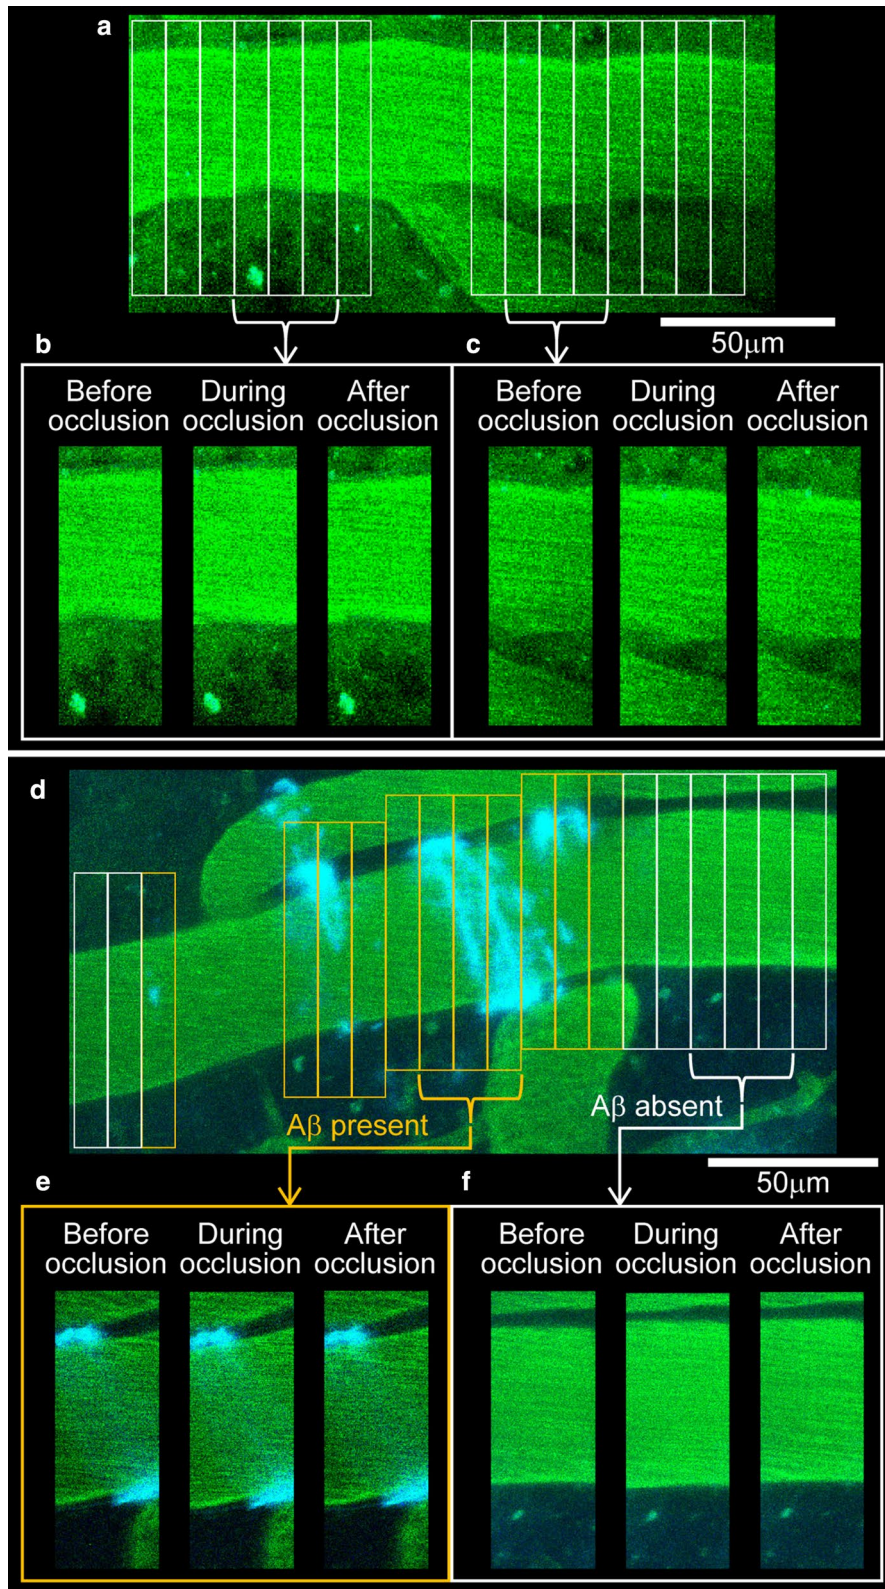 a
50μm
b
c
Before occlusion
During occlusion
After occlusion
Before occlusion
During occlusion
After occlusion
d
Aβ present
Aβ absent
50μm
e
f
Before occlusion
During occlusion
After occlusion
Before occlusion
During occlusion
After occlusion